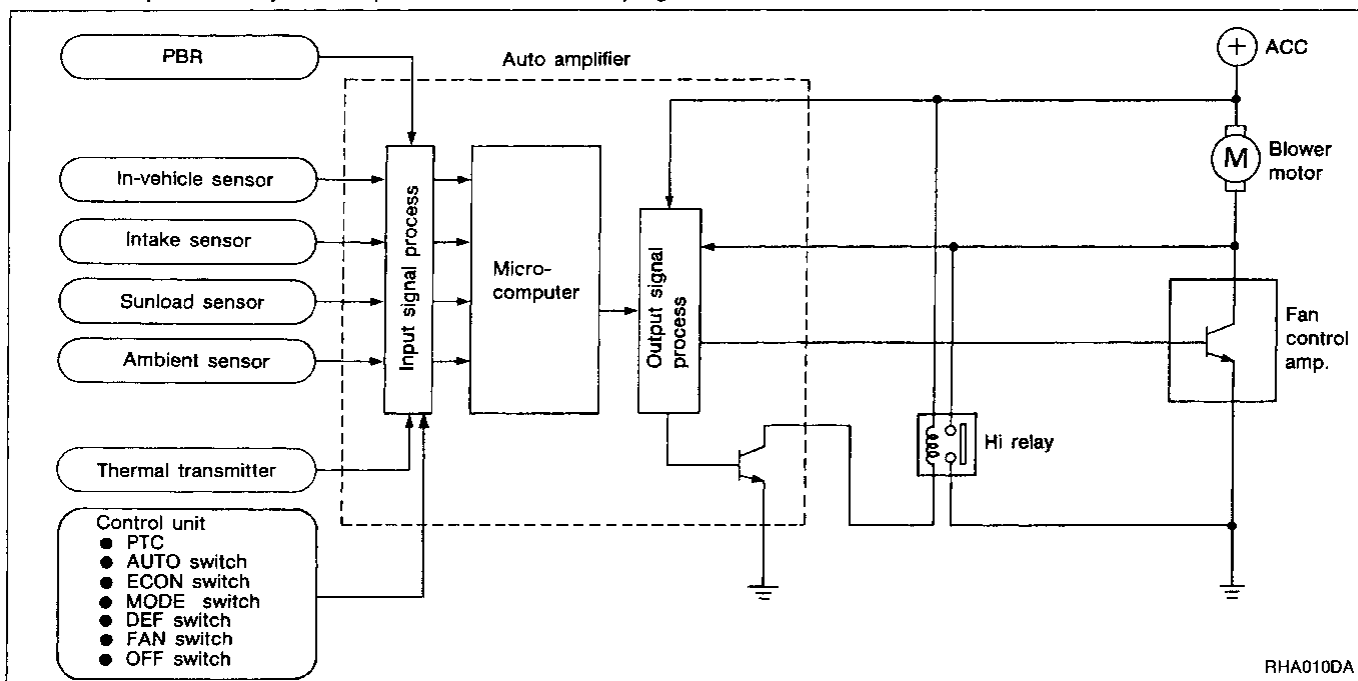 PBR
Auto amplifier
In-vehicle sensor
Intake sensor
Sunload sensor
Ambient sensor
Thermal transmitter
Control unit
● PTC
● AUTO switch
● ECON switch
● MODE switch
● DEF switch
● FAN switch
● OFF switch
Input signal process
Micro-
computer
Output signal
process
ACC
M
Blower
motor
Fan
control
amp.
Hi relay
RHA010DA